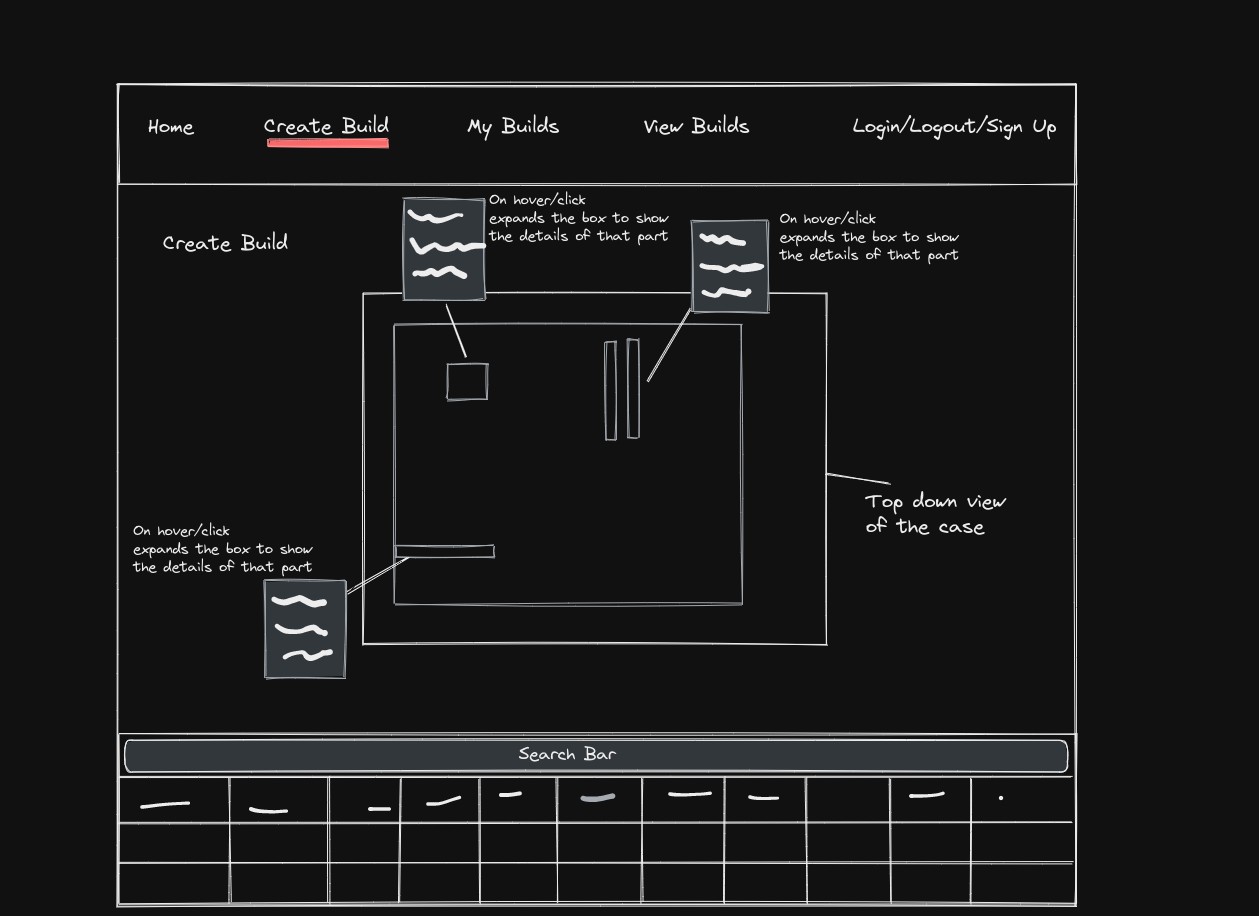 Home
Create Build
My Builds
View Builds
Login/Logout/Sign Up
Create Build
On hover/click
expands the box to show
the details of that part
On hover/click
expands the box to show
the details of that part
Top down view
of the case
On hover/click
expands the box to show
the details of that part
Search Bar